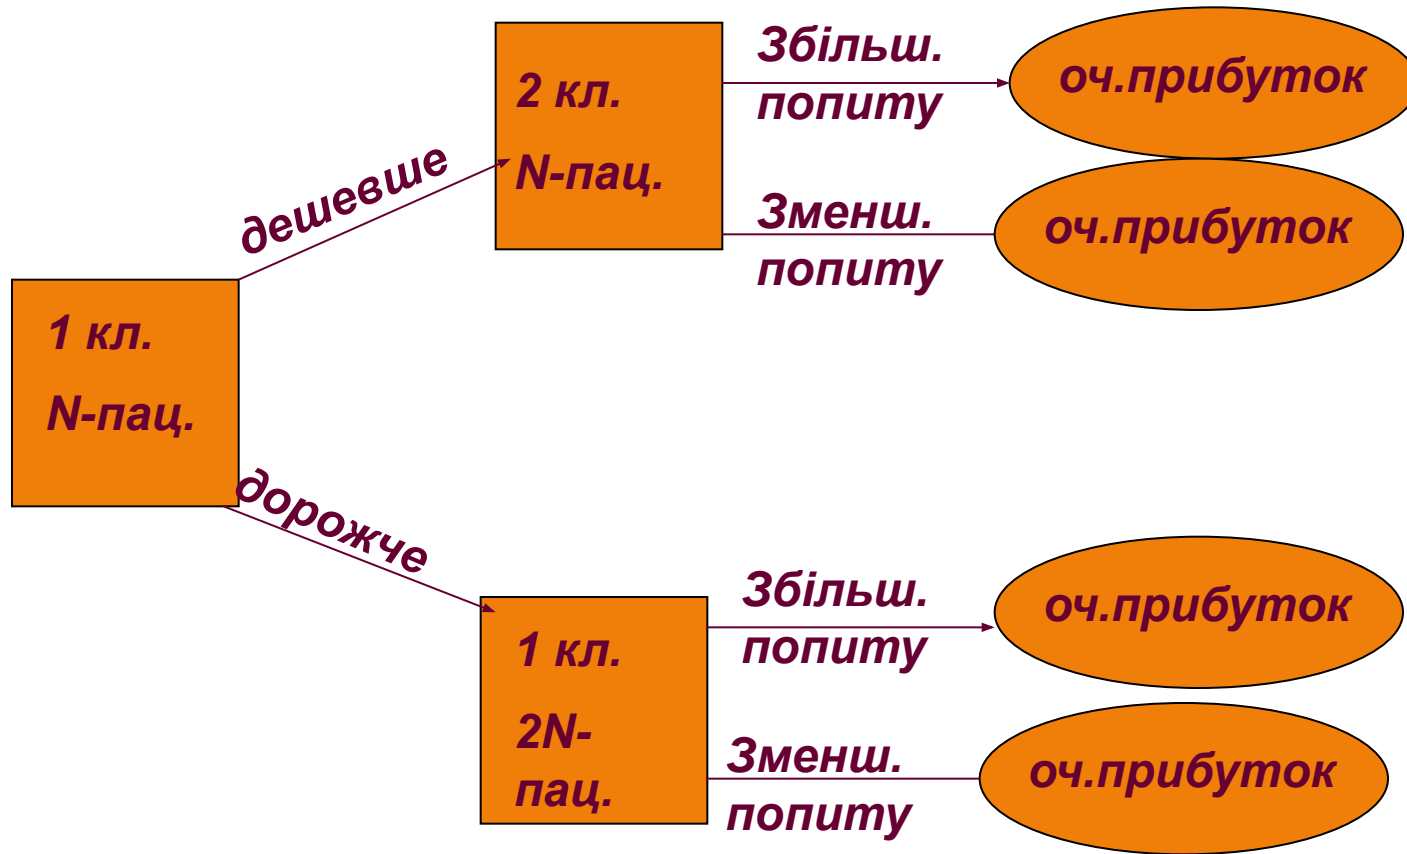 1 кл.
N-пац.
дешевше
2 кл.
N-пац.
Збільш.
попиту
оч.прибуток
Зменш.
попиту
оч.прибуток
дорожче
1 кл.
2N-
пац.
Збільш.
попиту
оч.прибуток
Зменш.
попиту
оч.прибуток